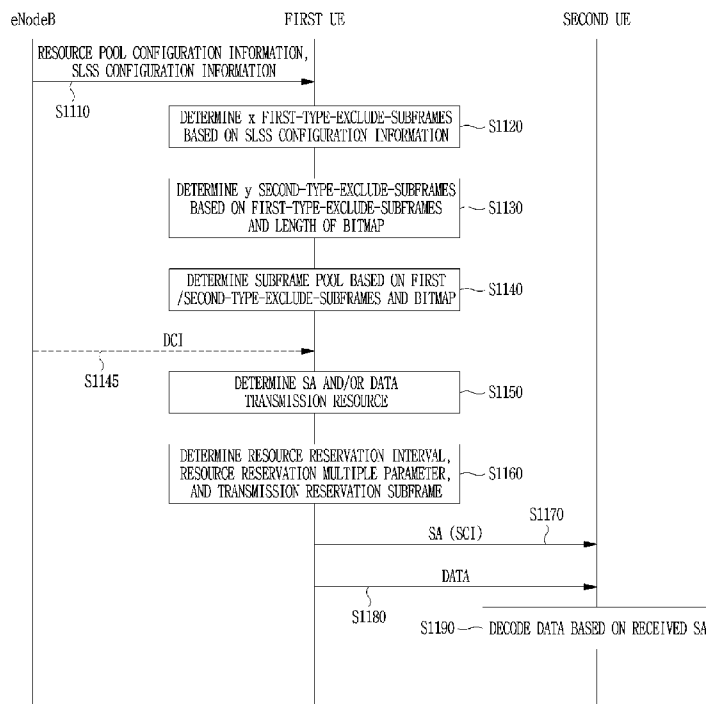 eNodeB
FIRST UE
SECOND UE
RESOURCE POOL CONFIGURATION INFORMATION,
SLSS CONFIGURATION INFORMATION
S1110
DETERMINE x FIRST-TYPE-EXCLUDE-SUBFRAMES
BASED ON SLSS CONFIGURATION INFORMATION
S1120
DETERMINE y SECOND-TYPE-EXCLUDE-SUBFRAMES
BASED ON FIRST-TYPE-EXCLUDE-SUBFRAMES
AND LENGTH OF BITMAP
S1130
DETERMINE SUBFRAME POOL BASED ON FIRST
/SECOND-TYPE-EXCLUDE-SUBFRAMES AND BITMAP
S1140
DCI
S1145
DETERMINE SA AND/OR DATA
TRANSMISSION RESOURCE
S1150
DETERMINE RESOURCE RESERVATION INTERVAL,
RESOURCE RESERVATION MULTIPLE PARAMETER,
AND TRANSMISSION RESERVATION SUBFRAME
S1160
S1170
SA (SCI)
DATA
S1180
S1190
DECODE DATA BASED ON RECEIVED SA